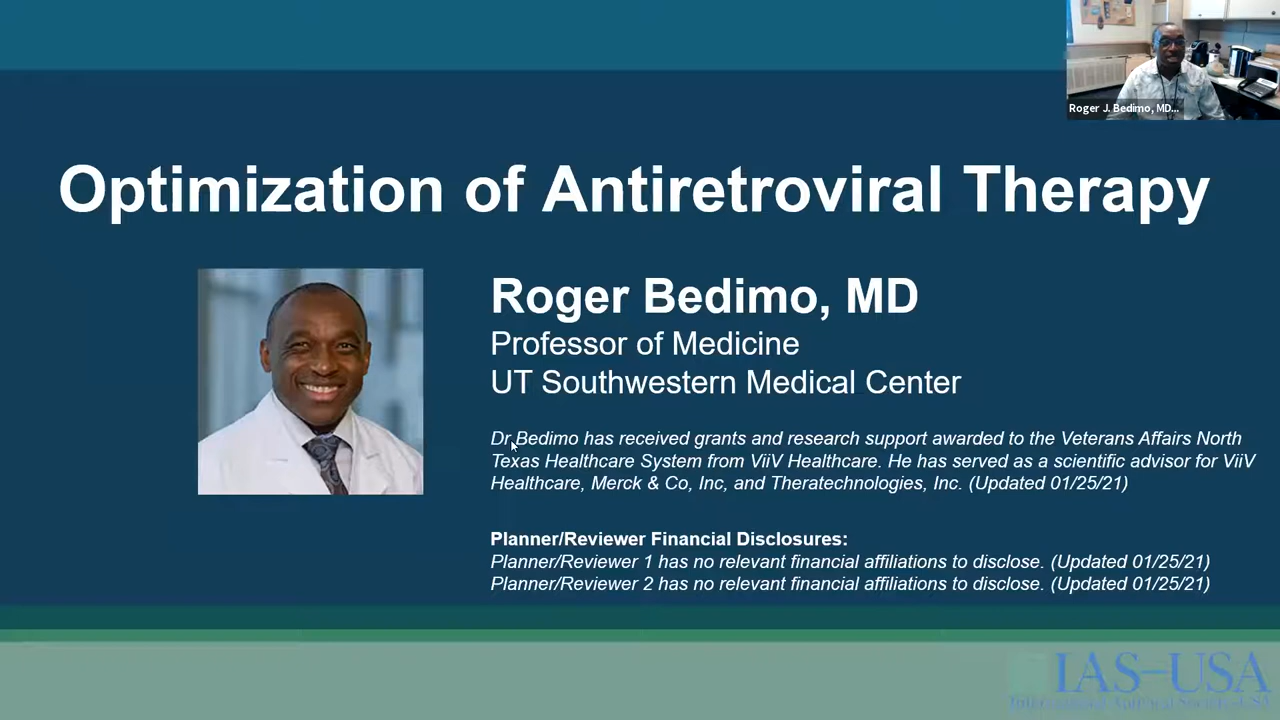 Roger J. Bedimo, MD...
Optimization of Antiretroviral Therapy
Roger Bedimo, MD
Professor of Medicine
UT Southwestern Medical Center
Dr Bedimo has received grants and research support awarded to the Veterans Affairs North
Texas Healthcare System from ViiV Healthcare. He has served as a scientific advisor for ViiV
Healthcare, Merck & Co, Inc, and Theratechnologies, Inc. (Updated 01/25/21)
Planner/Reviewer Financial Disclosures:
Planner/Reviewer 1 has no relevant financial affiliations to disclose. (Updated 01/25/21)
Planner/Reviewer 2 has no relevant financial affiliations to disclose. (Updated 01/25/21)
IAS–USA
International Antiviral Society–USA